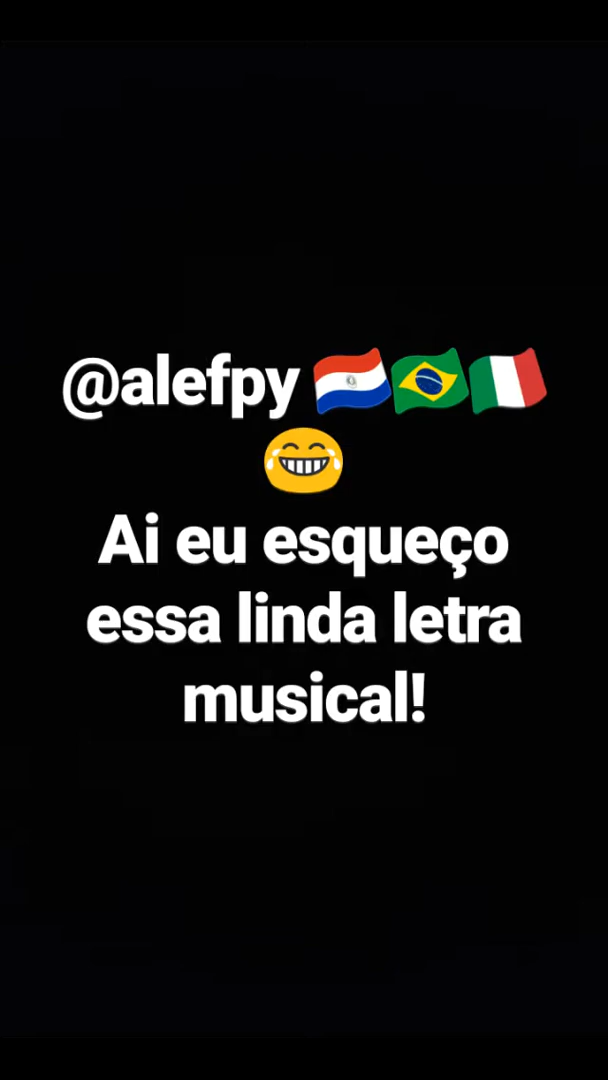 @alefpy 🇵🇾🇧🇷🇮🇹
😂
Ai eu esqueço
essa linda letra
musical!